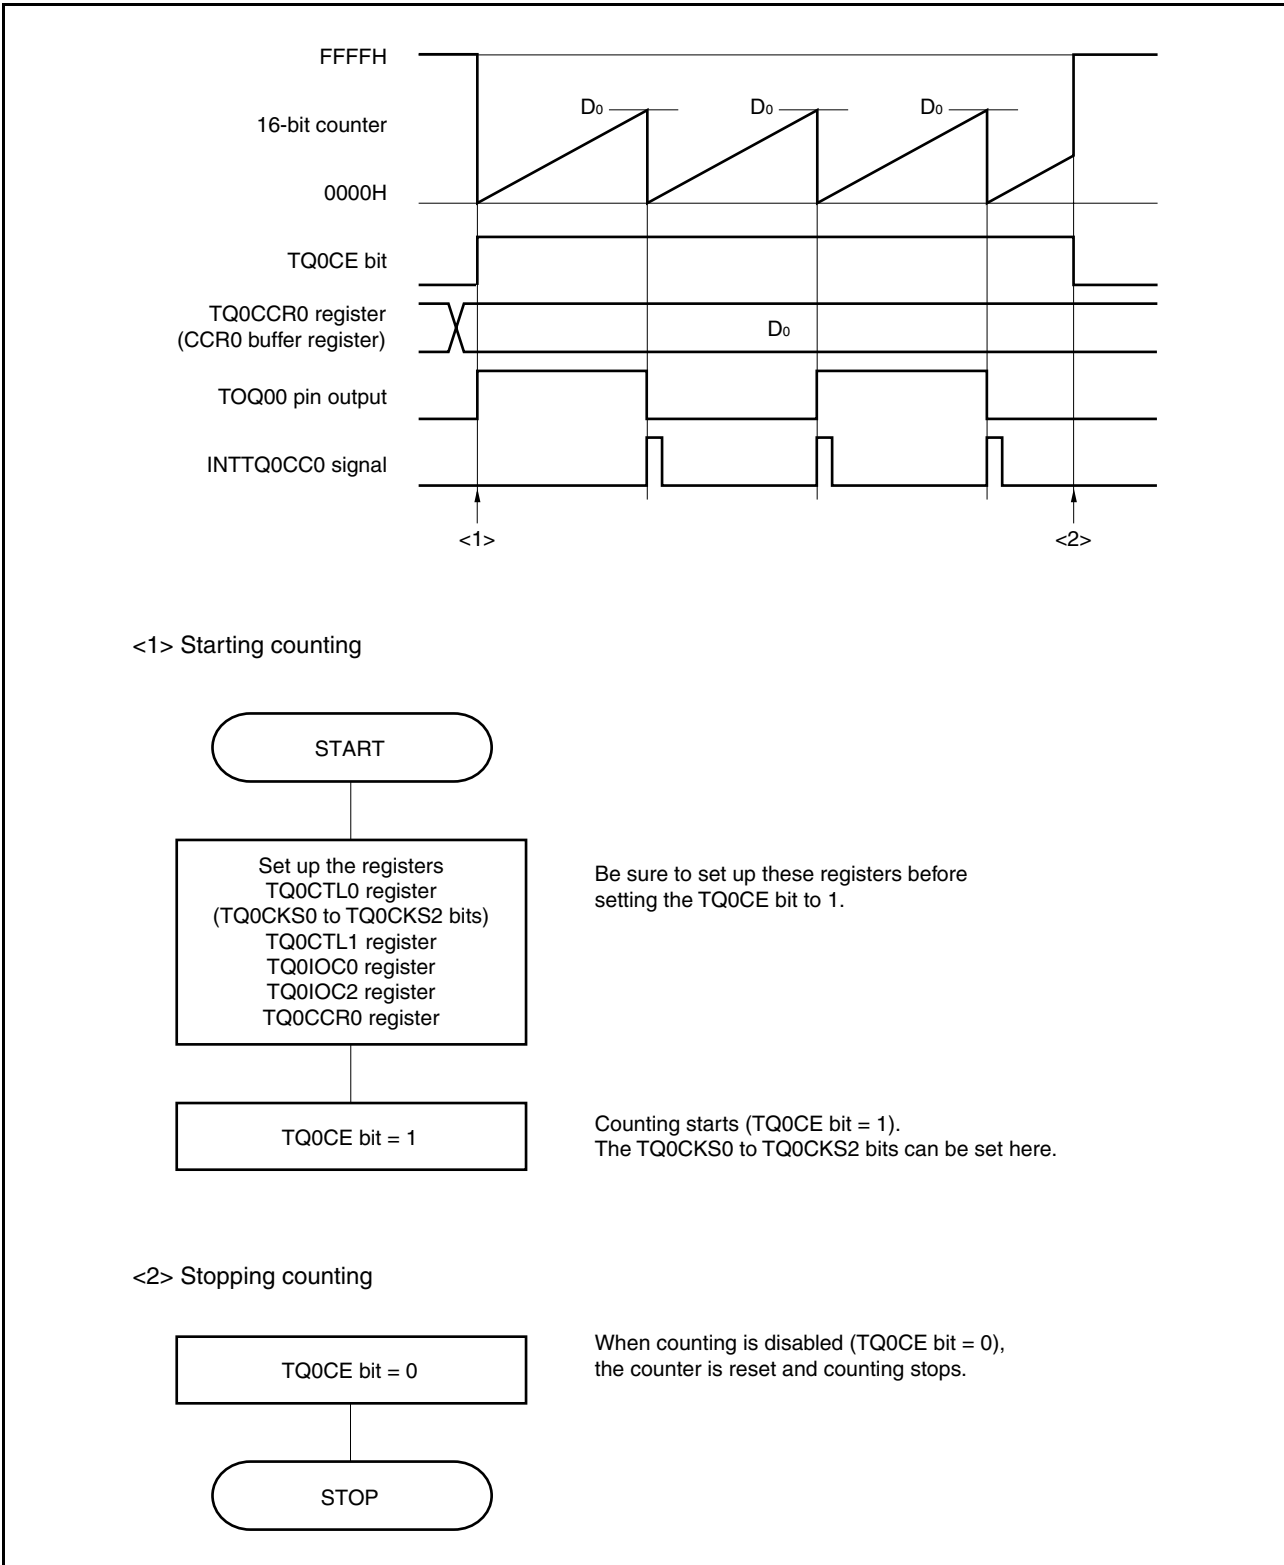 FFFFH
16-bit counter
D0 D0 D0
0000H
TQ0CE bit
TQ0CCR0 register
(CCR0 buffer register)
D0
TOQ00 pin output
INTTQ0CC0 signal
<1> <2>
<1> Starting counting
START
Set up the registers
TQ0CTL0 register
(TQ0CKS0 to TQ0CKS2 bits)
TQ0CTL1 register
TQ0IOC0 register
TQ0IOC2 register
TQ0CCR0 register
Be sure to set up these registers before
setting the TQ0CE bit to 1.
TQ0CE bit = 1
Counting starts (TQ0CE bit = 1).
The TQ0CKS0 to TQ0CKS2 bits can be set here.
<2> Stopping counting
TQ0CE bit = 0
When counting is disabled (TQ0CE bit = 0),
the counter is reset and counting stops.
STOP